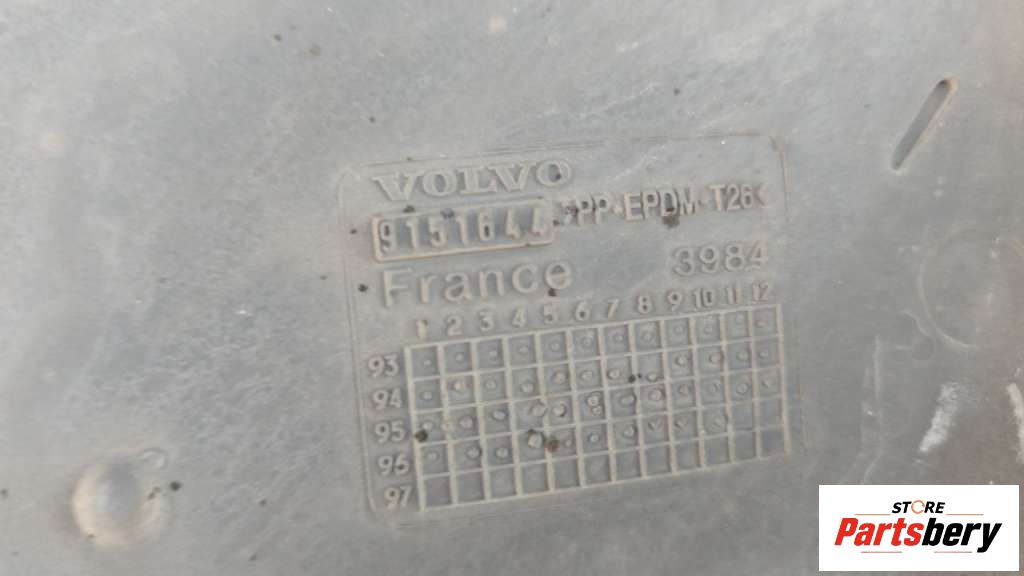 VOLVO
9151644 >PP+EPDM-T26<
France 3984
1 2 3 4 5 6 7 8 9 10 11 12
93
94
95
96
97
STORE
Partsbery